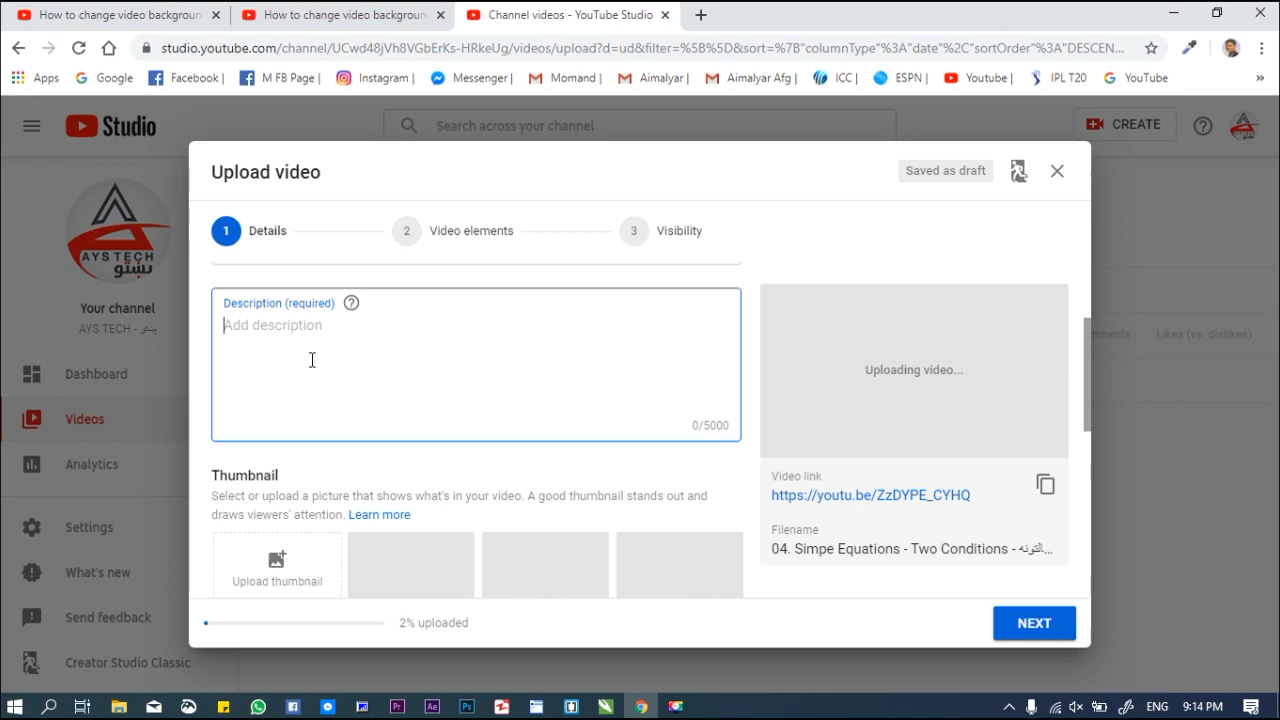 How to change video backgroun
How to change video backgroun
Channel videos - YouTube Studio
studio.youtube.com/channel/UCwd48jVh8VGbErKs-HRkeUg/videos/upload?d=ud&filter=%5B%5D&sort=%7B"columnType"%3A"date"%2C"sortOrder"%3A"DESCEN...
Apps
Google
Facebook |
M FB Page |
Instagram |
Messenger |
Momand |
Aimalyar |
Aimalyar Afg |
ICC |
ESPN |
Youtube |
IPL T20
YouTube
»
Studio
Search across your channel
CREATE
Upload video
Saved as draft
1 Details
2 Video elements
3 Visibility
AYS TECH
پښتو
Your channel
AYS TECH - پښتو
Dashboard
Videos
Analytics
Settings
What's new
Send feedback
Creator Studio Classic
Description (required)
Add description
0/5000
Uploading video...
mments
Likes (vs. dislikes)
Thumbnail
Select or upload a picture that shows what's in your video. A good thumbnail stands out and
draws viewers' attention. Learn more
Upload thumbnail
Video link
https://youtu.be/ZzDYPE_CYHQ
Filename
04. Simpe Equations - Two Conditions - التونه...
2% uploaded
NEXT
ENG
9:14 PM